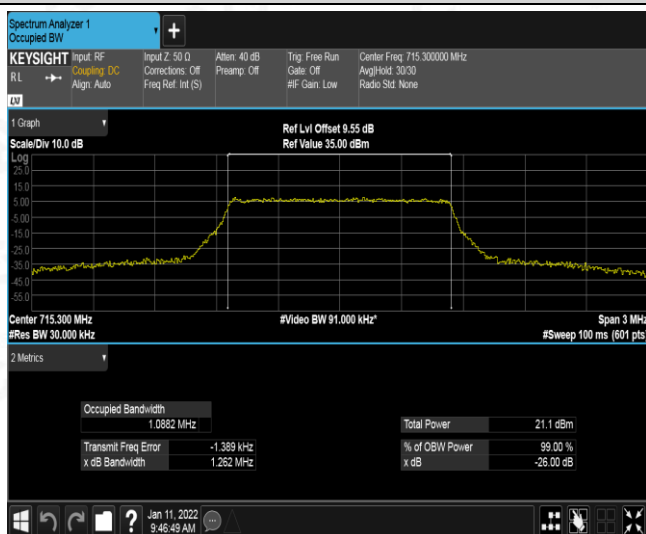 Spectrum Analyzer 1
Occupied BW
KEYSIGHT
R L
LXI
Input: RF
Coupling: DC
Align: Auto
Input Z: 50 Ω
Corrections: Off
Freq Ref: Int (S)
Atten: 40 dB
Preamp: Off
Trig: Free Run
Gate: Off
#IF Gain: Low
Center Freq: 715.300000 MHz
Avg|Hold: 30/30
Radio Std: None
1 Graph
Scale/Div 10.0 dB
Ref Lvl Offset 9.55 dB
Ref Value 35.00 dBm
Log
25.0
15.0
5.00
-5.00
-15.0
-25.0
-35.0
-45.0
-55.0
Center 715.300 MHz
#Res BW 30.000 kHz
#Video BW 91.000 kHz*
Span 3 MHz
#Sweep 100 ms (601 pts)
2 Metrics
Occupied Bandwidth
1.0882 MHz
Transmit Freq Error -1.389 kHz
x dB Bandwidth 1.262 MHz
Total Power 21.1 dBm
% of OBW Power 99.00 %
x dB -26.00 dB
?
Jan 11, 2022
9:46:49 AM